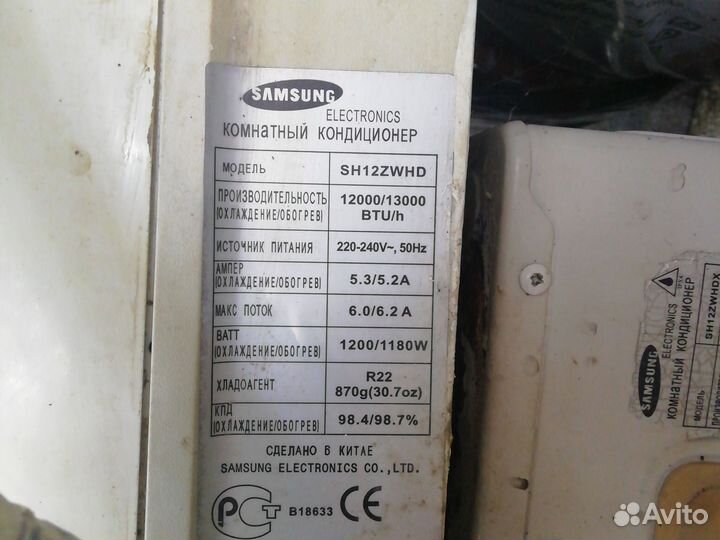 SAMSUNG
ELECTRONICS
КОМНАТНЫЙ КОНДИЦИОНЕР
МОДЕЛЬ SH12ZWHD
ПРОИЗВОДИТЕЛЬНОСТЬ (ОХЛАЖДЕНИЕ/ОБОГРЕВ) 12000/13000 BTU/h
ИСТОЧНИК ПИТАНИЯ 220-240V~, 50Hz
АМПЕР (ОХЛАЖДЕНИЕ/ОБОГРЕВ) 5.3/5.2A
МАКС ПОТОК 6.0/6.2 A
ВАТТ (ОХЛАЖДЕНИЕ/ОБОГРЕВ) 1200/1180W
ХЛАДОАГЕНТ R22 870g(30.7oz)
КПД (ОХЛАЖДЕНИЕ/ОБОГРЕВ) 98.4/98.7%
СДЕЛАНО В КИТАЕ
SAMSUNG ELECTRONICS CO.,LTD.
РСТ B18633 CE
SAMSUNG
ELECTRONICS
КОМНАТНЫЙ КОНДИЦИОНЕР
МОДЕЛЬ SH12ZWHDX
Avito